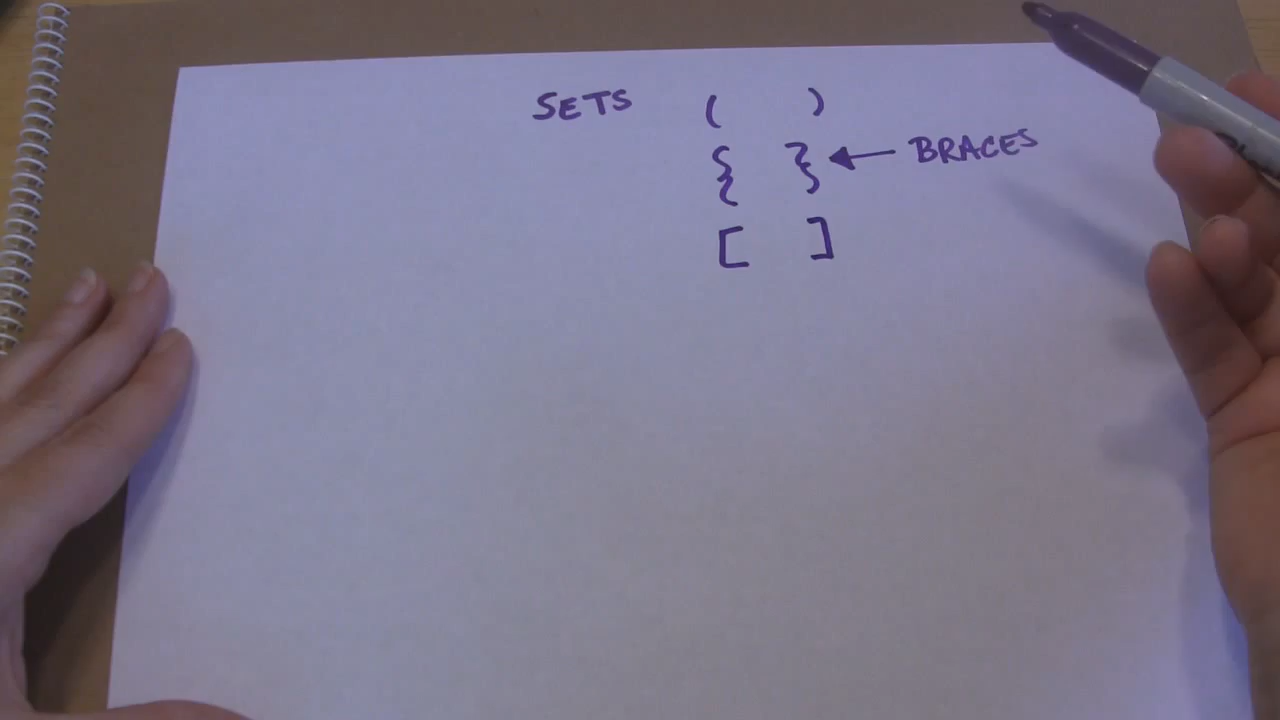 SETS ( )
{ } ← BRACES
[ ]